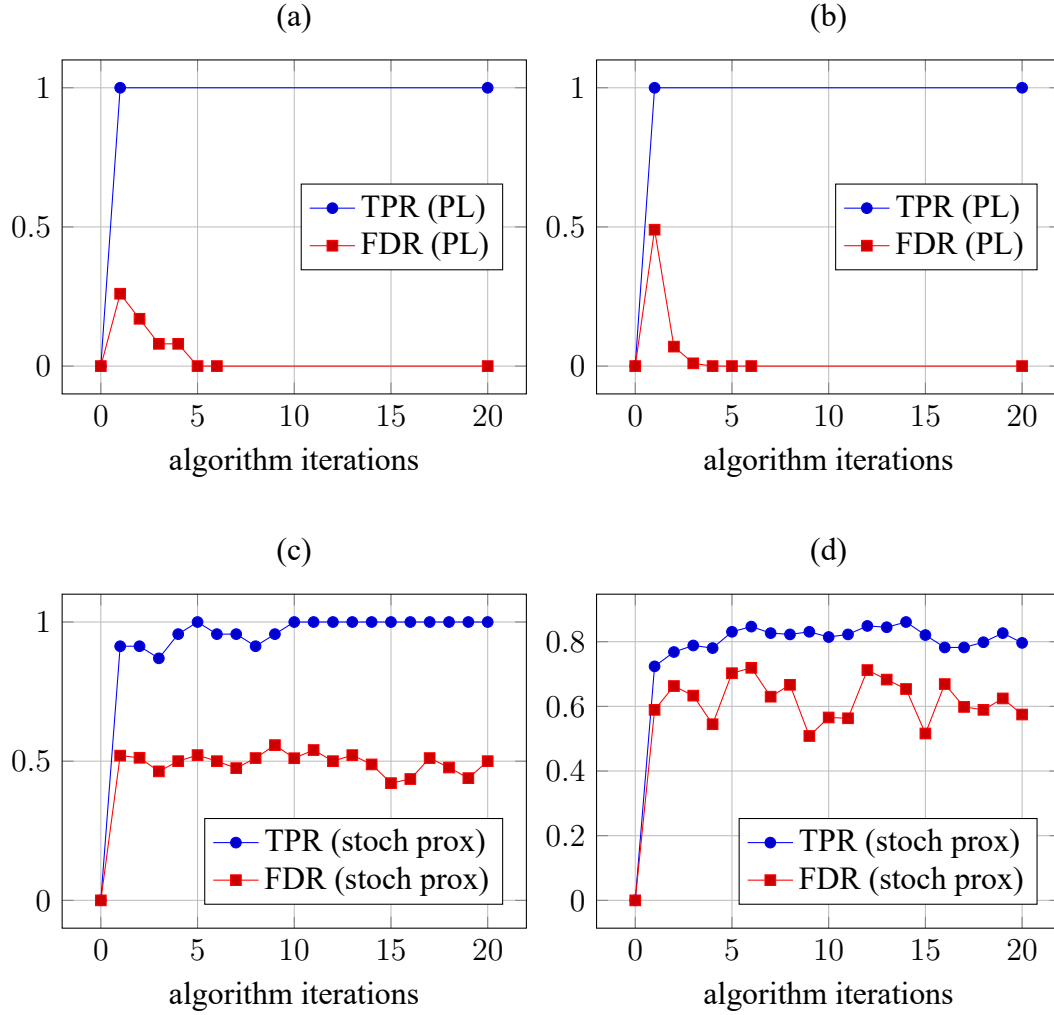 (a)
1
0.5
0
TPR (PL)
FDR (PL)
0 5 10 15 20
algorithm iterations
(b)
1
0.5
0
TPR (PL)
FDR (PL)
0 5 10 15 20
algorithm iterations
(c)
1
0.5
0
TPR (stoch prox)
FDR (stoch prox)
0 5 10 15 20
algorithm iterations
(d)
0.8
0.6
0.4
0.2
0
TPR (stoch prox)
FDR (stoch prox)
0 5 10 15 20
algorithm iterations